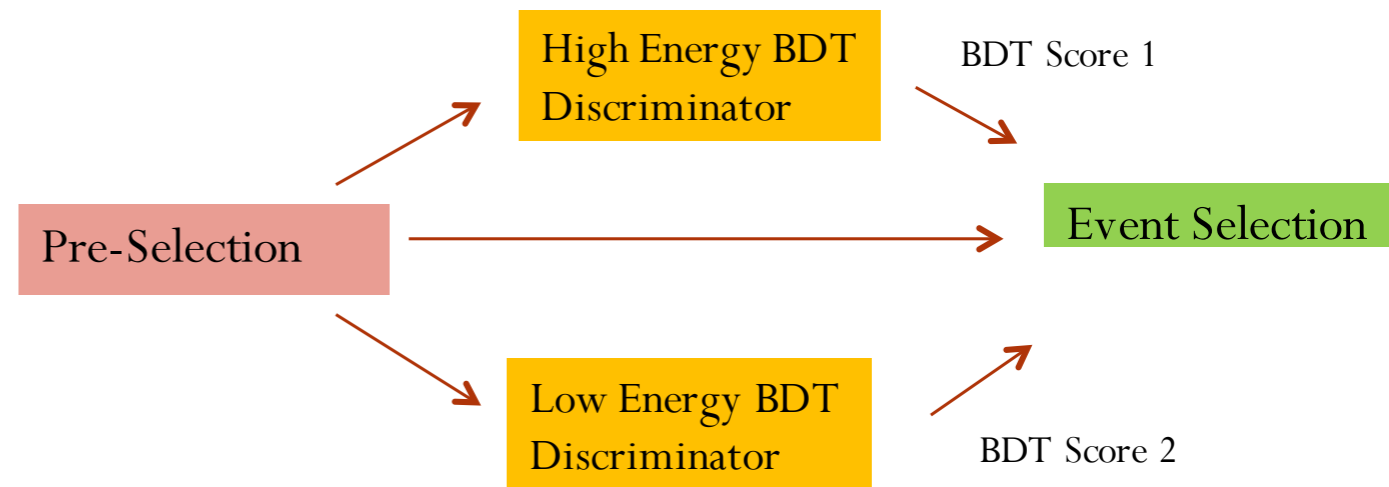 High Energy BDT
Discriminator
BDT Score 1
Pre-Selection
Event Selection
Low Energy BDT
Discriminator
BDT Score 2